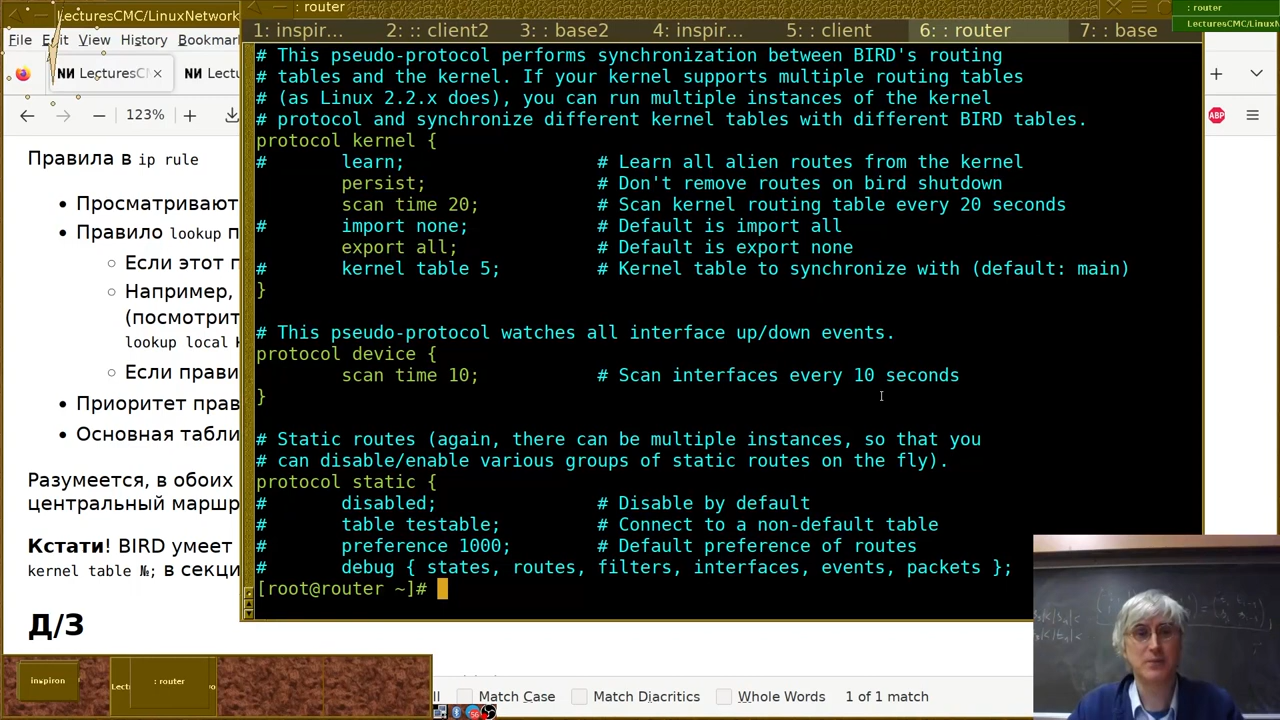 LecturesCMC/LinuxNetwork
: router
: router
LecturesCMC/Linux
File Edit View History Bookmar
1: inspir... 2: :: client2 3: : base2 4: inspir... 5: : client 6: : router 7: : base
LecturesC
Lectu
123%
ABP
Правила в ip rule
Просматривают
Правило lookup п
Если этот г
Например,
(посмотрит
lookup local н
Если прави
Приоритет прав
Основная табли
Разумеется, в обоих
центральный маршр
Кстати! BIRD умеет
kernel table №; в секци
Д/З
# This pseudo-protocol performs synchronization between BIRD's routing
# tables and the kernel. If your kernel supports multiple routing tables
# (as Linux 2.2.x does), you can run multiple instances of the kernel
# protocol and synchronize different kernel tables with different BIRD tables.
protocol kernel {
# learn; # Learn all alien routes from the kernel
persist; # Don't remove routes on bird shutdown
scan time 20; # Scan kernel routing table every 20 seconds
# import none; # Default is import all
export all; # Default is export none
# kernel table 5; # Kernel table to synchronize with (default: main)
}
# This pseudo-protocol watches all interface up/down events.
protocol device {
scan time 10; # Scan interfaces every 10 seconds
}
# Static routes (again, there can be multiple instances, so that you
# can disable/enable various groups of static routes on the fly).
protocol static {
# disabled; # Disable by default
# table testable; # Connect to a non-default table
# preference 1000; # Default preference of routes
# debug { states, routes, filters, interfaces, events, packets };
[root@router ~]#
inspiron
Lect
: router
vo
ll Match Case Match Diacritics Whole Words 1 of 1 match